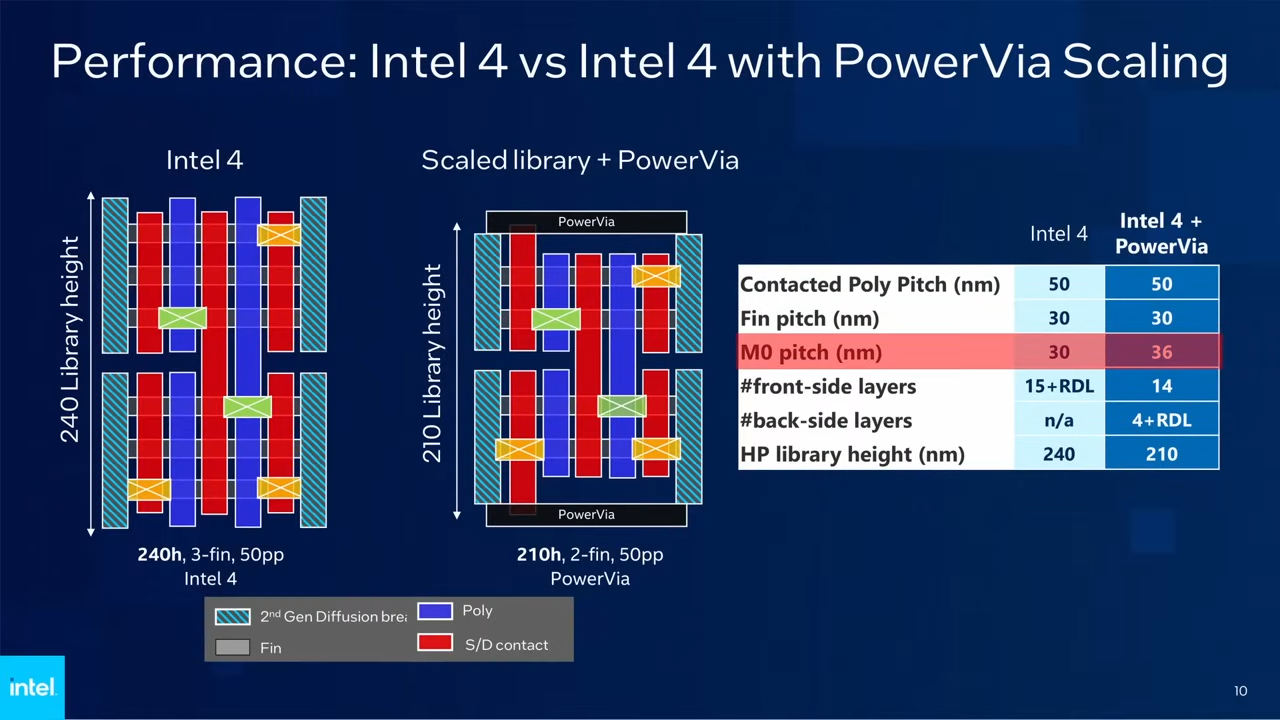 Performance: Intel 4 vs Intel 4 with PowerVia Scaling
Intel 4
240 Library height
240h, 3-fin, 50pp
Intel 4
Scaled library + PowerVia
PowerVia
210 Library height
PowerVia
210h, 2-fin, 50pp
PowerVia
2nd Gen Diffusion brea
Poly
Fin
S/D contact
Intel 4
Intel 4 +
PowerVia
Contacted Poly Pitch (nm) 50 50
Fin pitch (nm) 30 30
M0 pitch (nm) 30 36
#front-side layers 15+RDL 14
#back-side layers n/a 4+RDL
HP library height (nm) 240 210
intel.
10